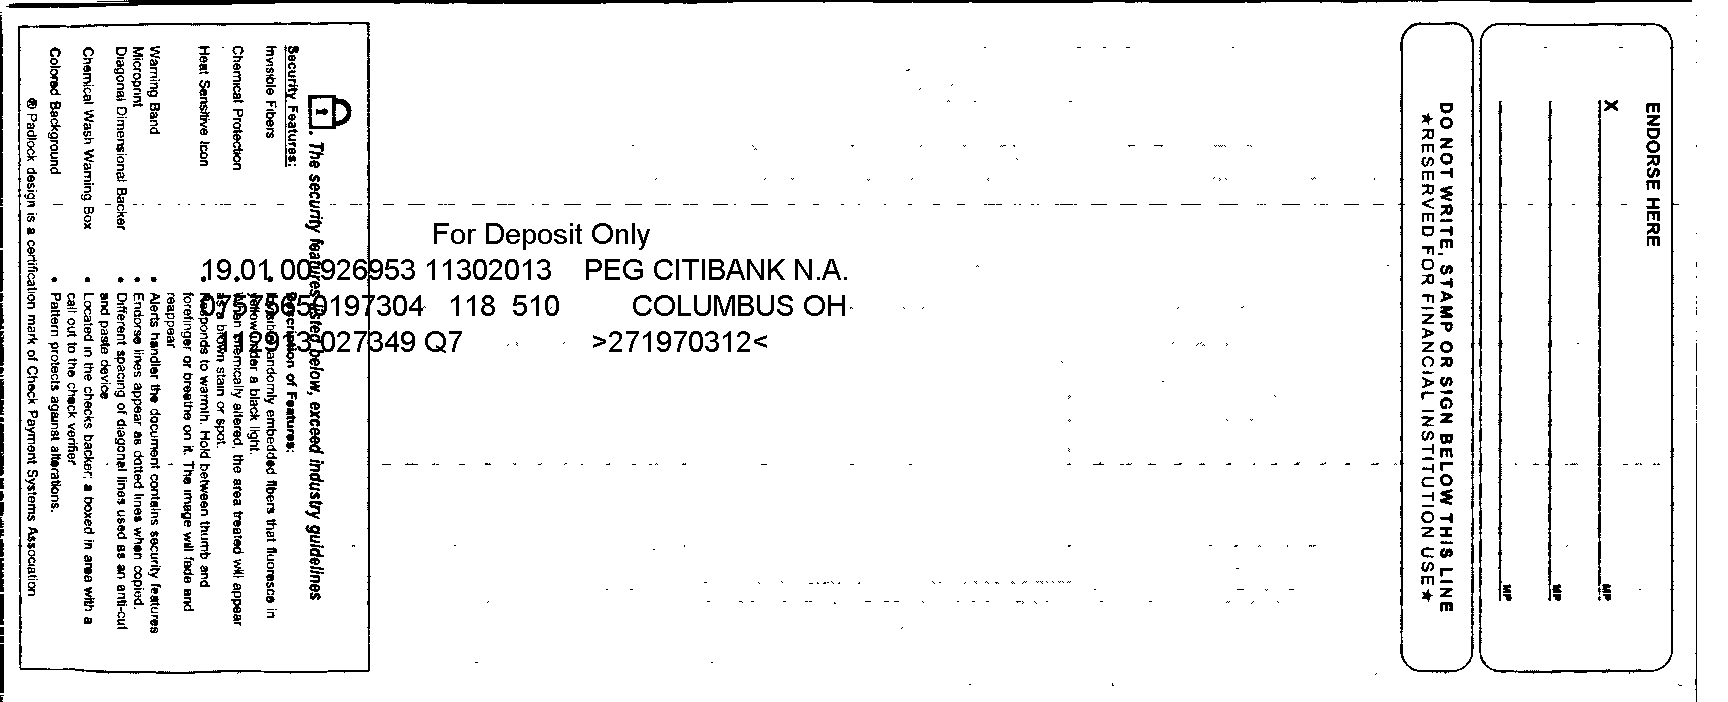 ENDORSE HERE
X
MP
MP
MP
DO NOT WRITE, STAMP OR SIGN BELOW THIS LINE
★RESERVED FOR FINANCIAL INSTITUTION USE★
For Deposit Only
19.01 00 926953 11302013 PEG CITIBANK N.A.
59197304 118 510 COLUMBUS OH
027349 Q7 >271970312<
The security features listed below, exceed industry guidelines
Security Features: Description of Features:
Invisible Fibers • randomly embedded fibers that fluoresce in
yellow under a black light.
Chemical Protection • When chemically altered, the area treated will appear
as a brown stain or spot.
Heat Sensitive Icon • Responds to warmth. Hold between thumb and
forefinger or breathe on it. The image will fade and
reappear
Warning Band • Alerts handler the document contains security features
Microprint • Endorse lines appear as dotted lines when copied.
Diagonal Dimensional Backer • Different spacing of diagonal lines used as an anti-cut
and paste device
Chemical Wash Warning Box • Located in the checks backer, a boxed in area with a
call out to the check verifier
Colored Background • Pattern protects against alterations.
® Padlock design is a certification mark of Check Payment Systems Association